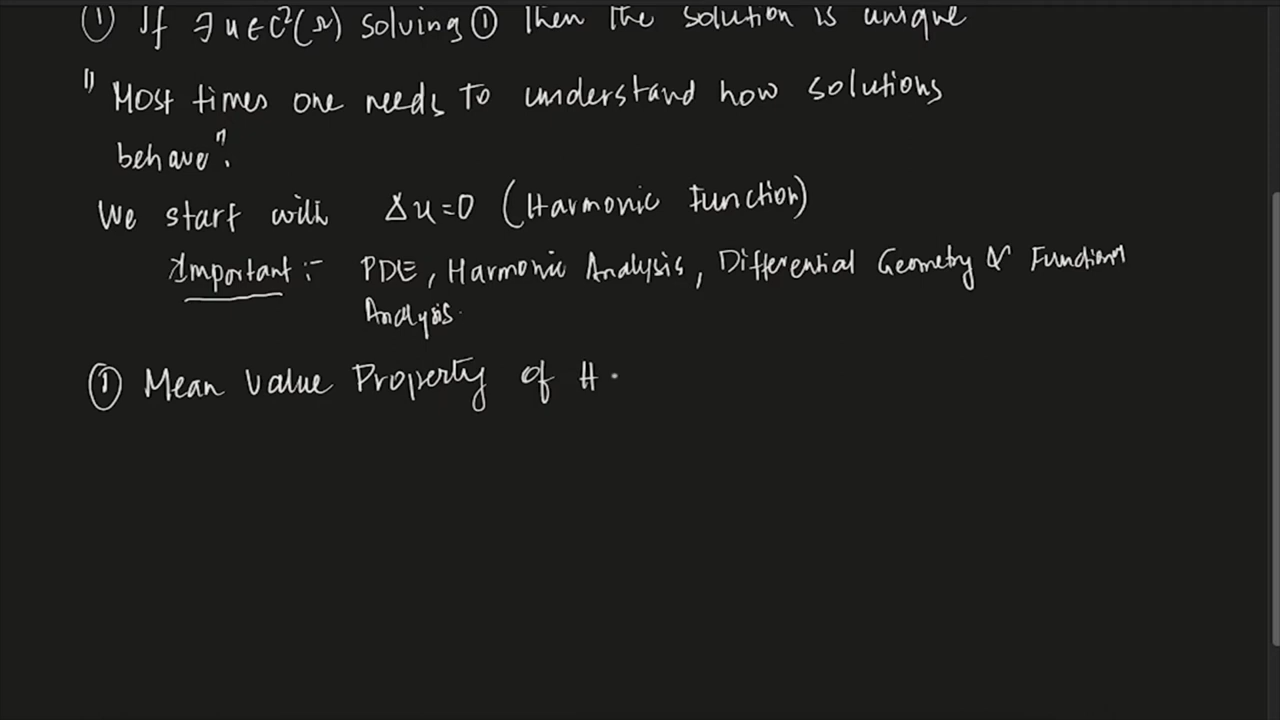 ① If ∃ u ∈ C²(Ω) solving ① Then the solution is unique
" Most times one needs to understand how solutions
behave".
We start with Δu=0 (Harmonic Function)
Important :- PDE, Harmonic Analysis, Differential Geometry & Functional
Analysis.
① Mean Value Property of H